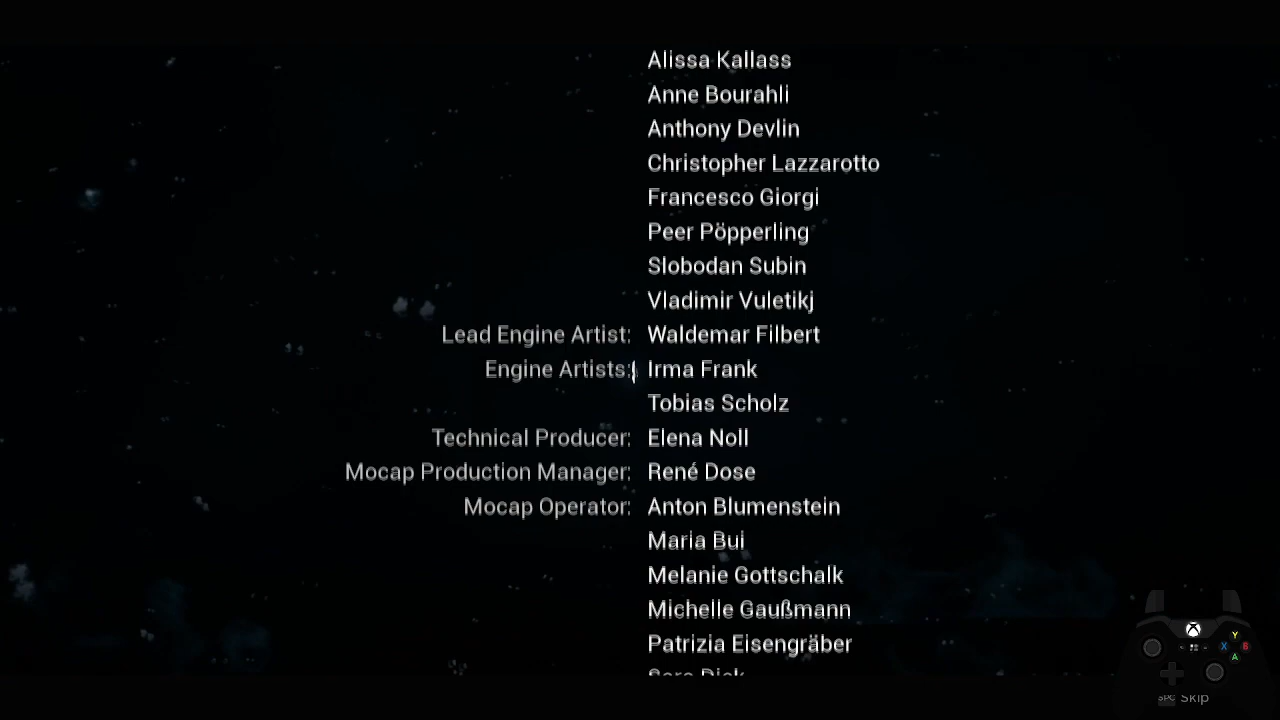 Alissa Kallass
Anne Bourahli
Anthony Devlin
Christopher Lazzarotto
Francesco Giorgi
Peer Pöpperling
Slobodan Subin
Vladimir Vuletikj
Lead Engine Artist: Waldemar Filbert
Engine Artists: Irma Frank
Tobias Scholz
Technical Producer: Elena Noll
Mocap Production Manager: René Dose
Mocap Operator: Anton Blumenstein
Maria Bui
Melanie Gottschalk
Michelle Gaußmann
Patrizia Eisengräber
Y
X B
A
SPC Skip